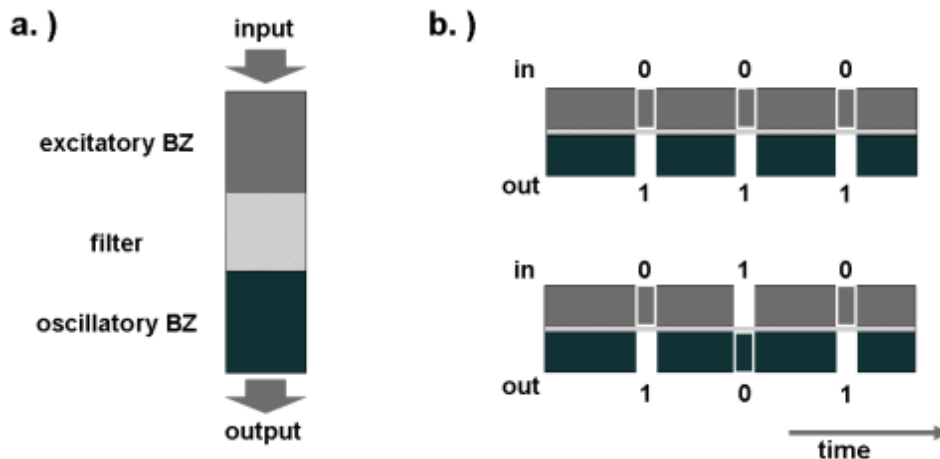 a. )
input
excitatory BZ
filter
oscillatory BZ
output
b. )
in 0 0 0
out 1 1 1
in 0 1 0
out 1 0 1
time